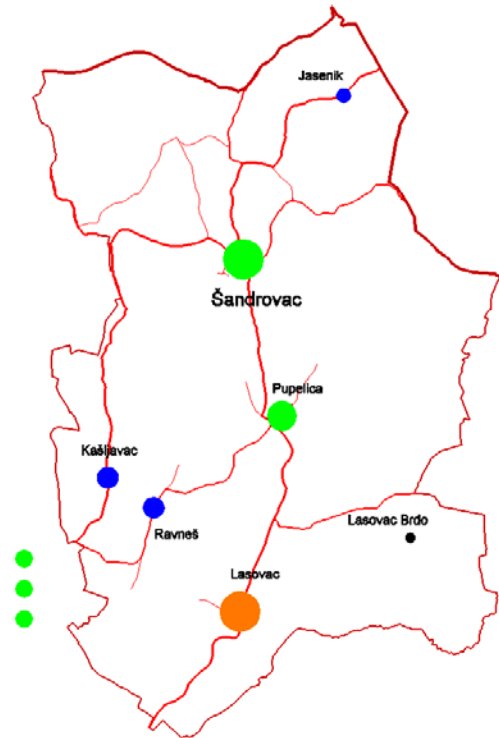 Jasenik
Šandrovac
Pupelica
Kašljavac
Lasovac Brdo
Ravneš
Lasovac